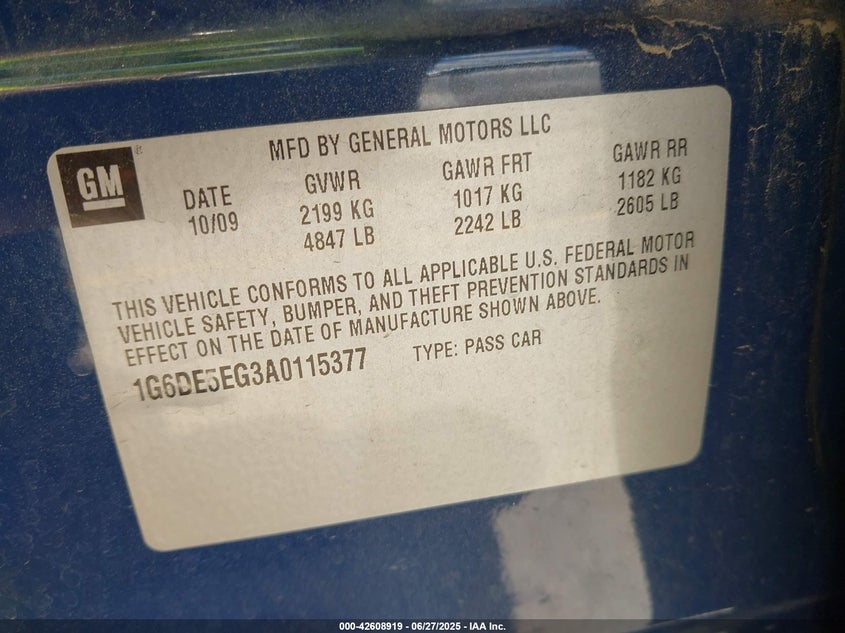 MFD BY GENERAL MOTORS LLC
GM
DATE GVWR GAWR FRT GAWR RR
10/09 2199 KG 1017 KG 1182 KG
4847 LB 2242 LB 2605 LB
THIS VEHICLE CONFORMS TO ALL APPLICABLE U.S. FEDERAL MOTOR
VEHICLE SAFETY, BUMPER, AND THEFT PREVENTION STANDARDS IN
EFFECT ON THE DATE OF MANUFACTURE SHOWN ABOVE.
1G6DE5EG3A0115377 TYPE: PASS CAR
000-42608919 - 06/27/2025 - IAA Inc.